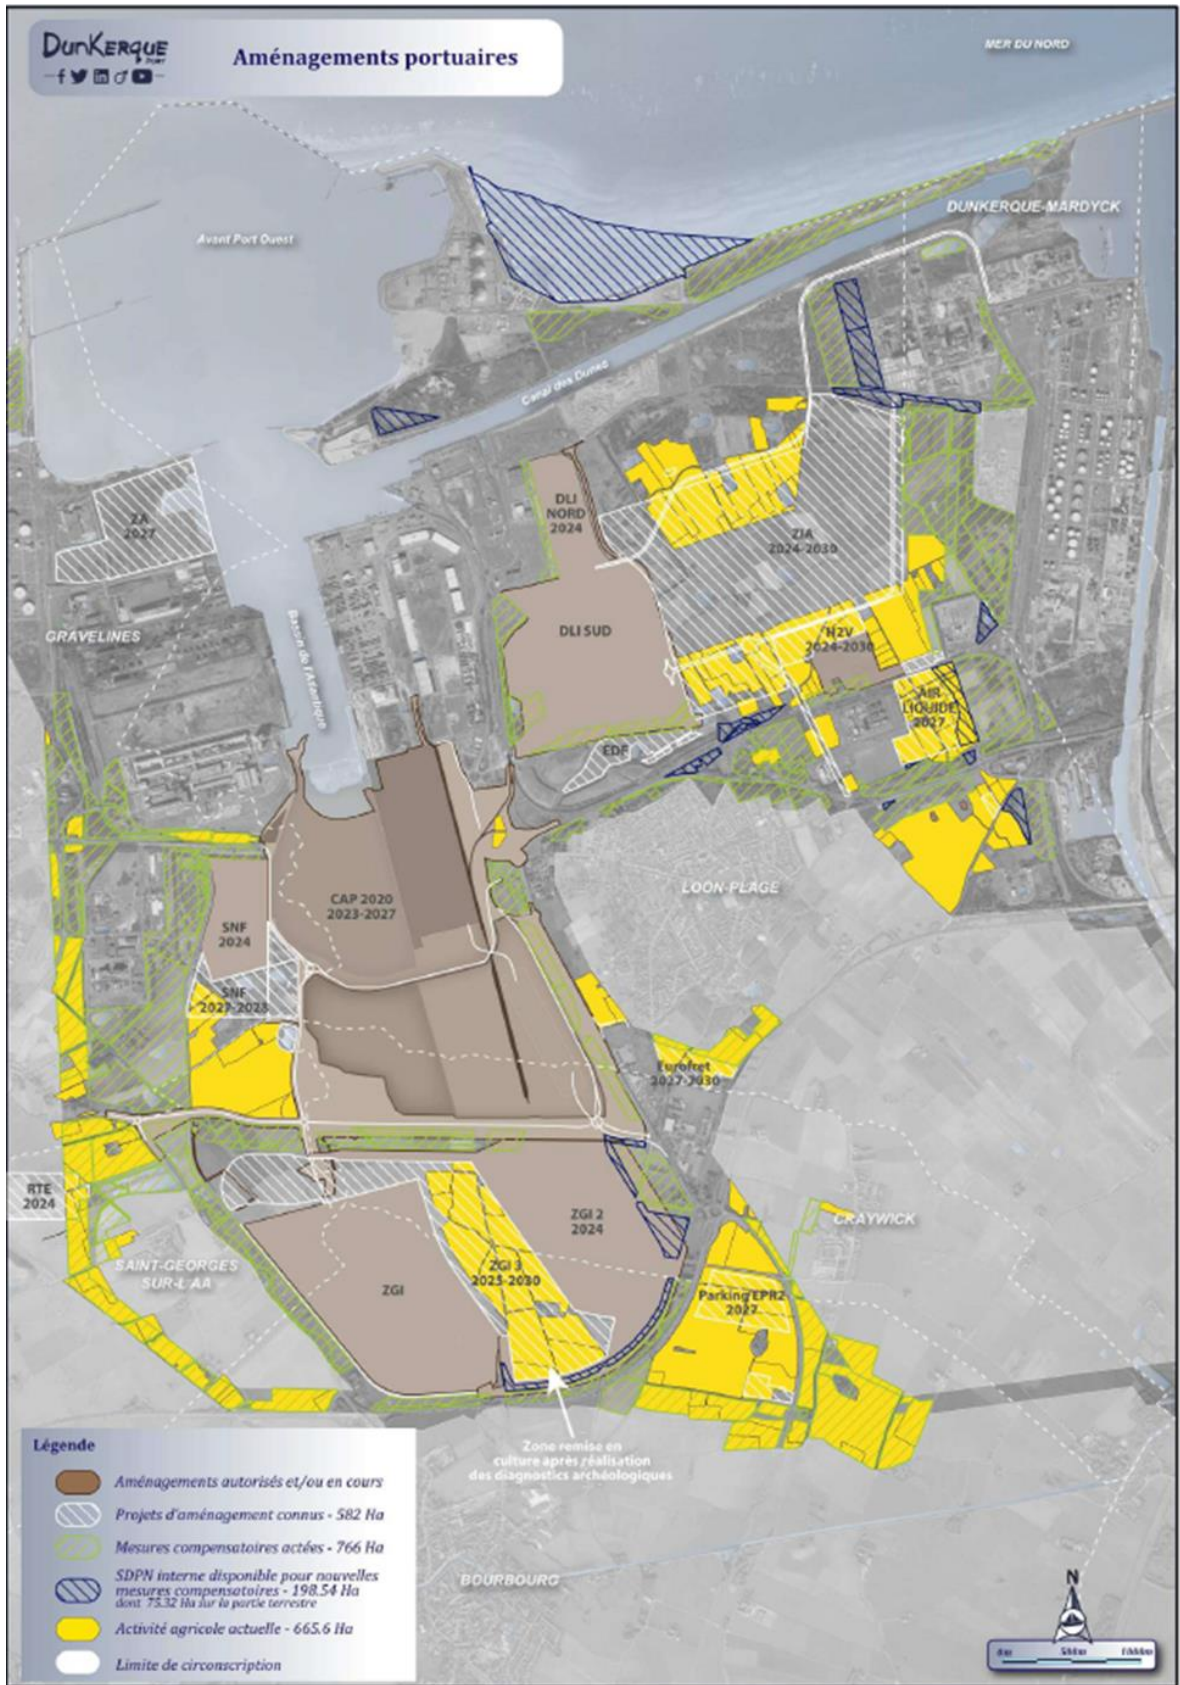 DUNKERQUE
PORT
Aménagements portuaires
MER DU NORD
DUNKERQUE-MARDYCK
Avant Port Ouest
Canal des Dunes
ZA
2027
DLI
NORD
2024
ZIA
2024-2030
DLI SUD
GRAVELINES
Bassin de l'Atlantique
H2V
2024-2030
AIR
LIQUIDE
2027
EDF
LOON-PLAGE
CAP 2020
2023-2027
SNF
2024
SNF
2027-2028
Eurofret
2027-2030
RTE
2024
ZGI 2
2024
CRAYWICK
SAINT-GEORGES
SUR-L'AA
ZGI 3
2025-2030
ZGI
Parking EPR2
2027
Zone remise en
culture après réalisation
des diagnostics archéologiques
BOURBOURG
Légende
Aménagements autorisés et/ou en cours
Projets d'aménagement connus - 582 Ha
Mesures compensatoires actées - 766 Ha
SDPN interne disponible pour nouvelles
mesures compensatoires - 198.54 Ha
dont 75.32 Ha sur la partie terrestre
Activité agricole actuelle - 665.6 Ha
Limite de circonscription
N
0m 500m 1000m